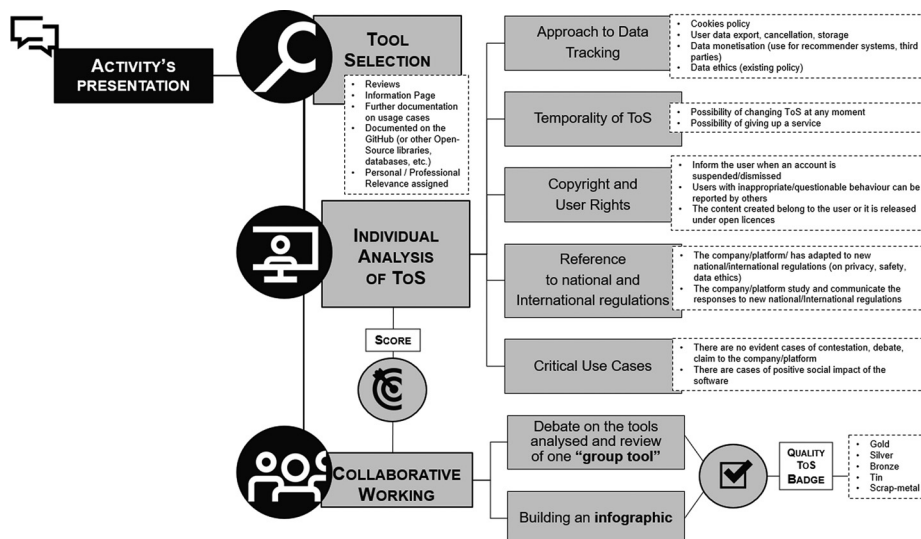 ACTIVITY'S
PRESENTATION
TOOL
SELECTION
• Reviews
• Information Page
• Further documentation
on usage cases
• Documented on the
GitHub (or other Open-
Source libraries,
databases, etc.)
• Personal / Professional
Relevance assigned
INDIVIDUAL
ANALYSIS
OF TOS
SCORE
COLLABORATIVE
WORKING
Approach to Data
Tracking
• Cookies policy
• User data export, cancellation, storage
• Data monetisation (use for recommender systems, third
parties)
• Data ethics (existing policy)
Temporality of ToS
• Possibility of changing ToS at any moment
• Possibility of giving up a service
Copyright and
User Rights
• Inform the user when an account is
suspended/dismissed
• Users with inappropriate/questionable behaviour can be
reported by others
• The content created belong to the user or it is released
under open licences
Reference
to national and
International regulations
• The company/platform/ has adapted to new
national/international regulations (on privacy, safety,
data ethics)
• The company/platform study and communicate the
responses to new national/International regulations
Critical Use Cases
• There are no evident cases of contestation, debate,
claim to the company/platform
• There are cases of positive social impact of the
software
Debate on the tools
analysed and review
of one “group tool”
Building an infographic
QUALITY
TOS
BADGE
• Gold
• Silver
• Bronze
• Tin
• Scrap-metal